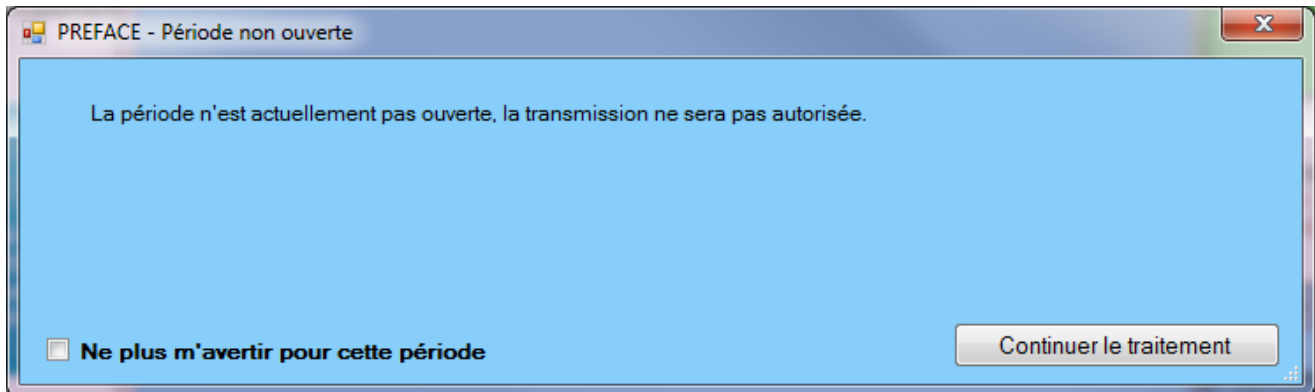 PREFACE - Période non ouverte
La période n'est actuellement pas ouverte, la transmission ne sera pas autorisée.
Ne plus m'avertir pour cette période
Continuer le traitement